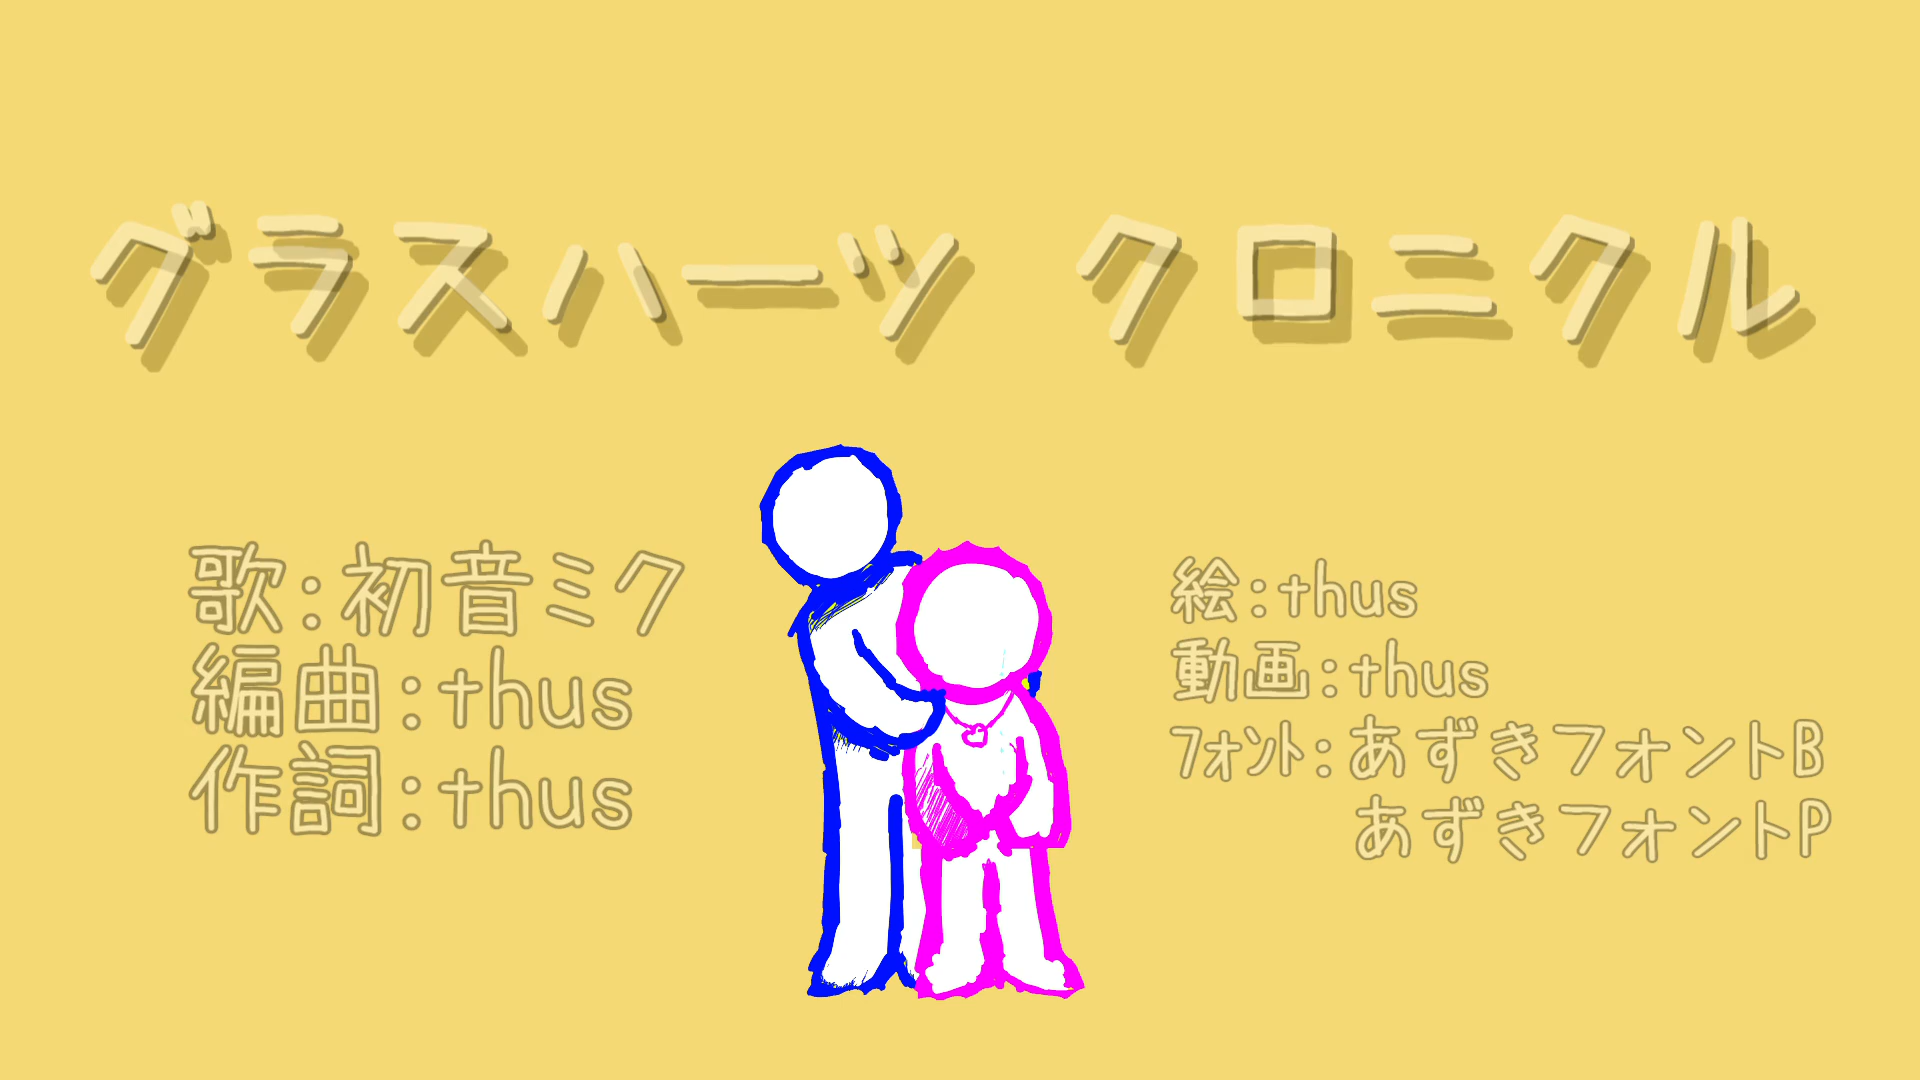 グラスハーツ クロニクル
歌:初音ミク
編曲:thus
作詞:thus
絵:thus
動画:thus
フォント:あずきフォントB
あずきフォントP